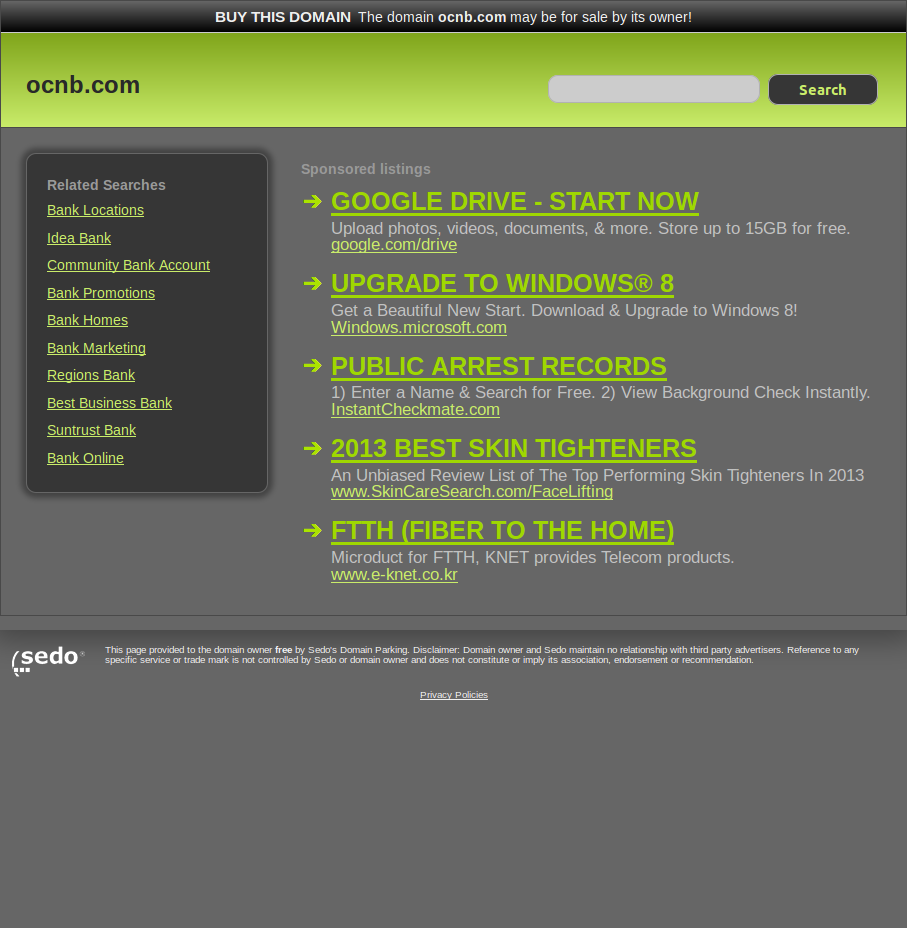 BUY THIS DOMAIN The domain ocnb.com may be for sale by its owner!
ocnb.com
Search
Related Searches
Bank Locations
Idea Bank
Community Bank Account
Bank Promotions
Bank Homes
Bank Marketing
Regions Bank
Best Business Bank
Suntrust Bank
Bank Online
Sponsored listings
➔ GOOGLE DRIVE - START NOW
Upload photos, videos, documents, & more. Store up to 15GB for free.
google.com/drive
➔ UPGRADE TO WINDOWS® 8
Get a Beautiful New Start. Download & Upgrade to Windows 8!
Windows.microsoft.com
➔ PUBLIC ARREST RECORDS
1) Enter a Name & Search for Free. 2) View Background Check Instantly.
InstantCheckmate.com
➔ 2013 BEST SKIN TIGHTENERS
An Unbiased Review List of The Top Performing Skin Tighteners In 2013
www.SkinCareSearch.com/FaceLifting
➔ FTTH (FIBER TO THE HOME)
Microduct for FTTH, KNET provides Telecom products.
www.e-knet.co.kr
sedo®
This page provided to the domain owner free by Sedo's Domain Parking. Disclaimer: Domain owner and Sedo maintain no relationship with third party advertisers. Reference to any
specific service or trade mark is not controlled by Sedo or domain owner and does not constitute or imply its association, endorsement or recommendation.
Privacy Policies